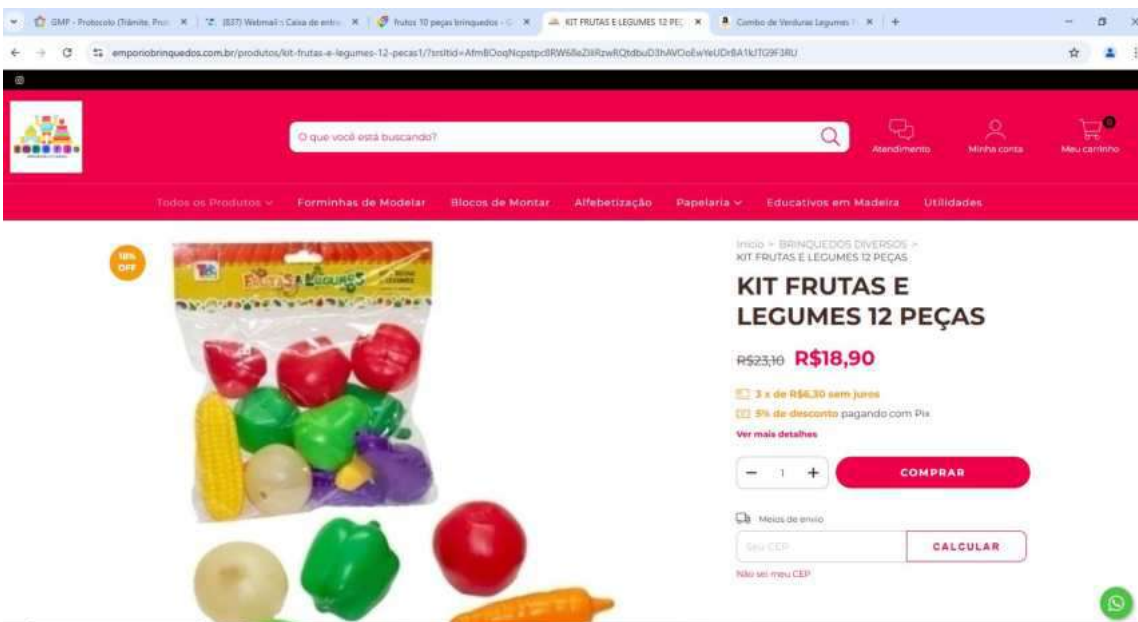 GMP - Protocolo (Trâmite, Prot
(837) Webmail :: Caixa de entra
frutas 10 peças brinquedos - G
KIT FRUTAS E LEGUMES 12 PEÇ
Combo de Verduras Legumes F
emporiobrinquedos.com.br/produtos/kit-frutas-e-legumes-12-pecas1/
O que você está buscando?
Atendimento
Minha conta
0
Meu carrinho
Todos os Produtos
Forminhas de Modelar
Blocos de Montar
Alfebetização
Papelaria
Educativos em Madeira
Utilidades
18%
OFF
FRUTAS & LEGUMES
Início > BRINQUEDOS DIVERSOS >
KIT FRUTAS E LEGUMES 12 PEÇAS
KIT FRUTAS E
LEGUMES 12 PEÇAS
R$23,10 R$18,90
3 x de R$6,30 sem juros
5% de desconto pagando com Pix
Ver mais detalhes
− 1 +
COMPRAR
Meios de envio
Seu CEP
CALCULAR
Não sei meu CEP